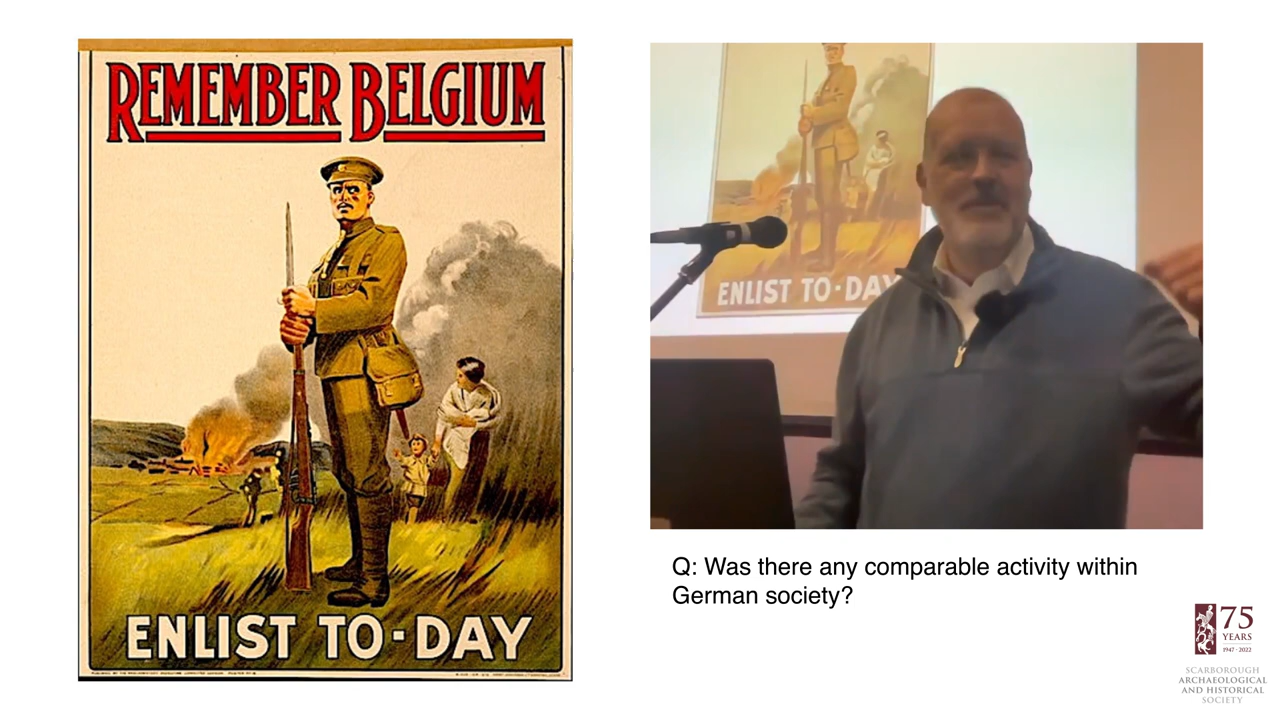 REMEMBER BELGIUM
ENLIST TO-DAY
ENLIST TO-DAY
Q: Was there any comparable activity within
German society?
75
YEARS
1947 - 2022
SCARBOROUGH
ARCHAEOLOGICAL
AND HISTORICAL
SOCIETY